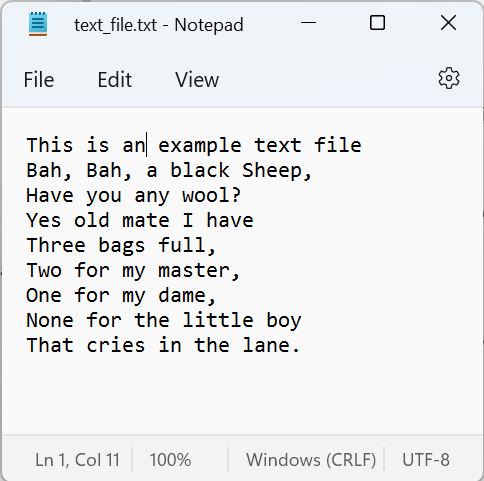 text_file.txt - Notepad
File Edit View
This is an example text file
Bah, Bah, a black Sheep,
Have you any wool?
Yes old mate I have
Three bags full,
Two for my master,
One for my dame,
None for the little boy
That cries in the lane.
Ln 1, Col 11 100% Windows (CRLF) UTF-8